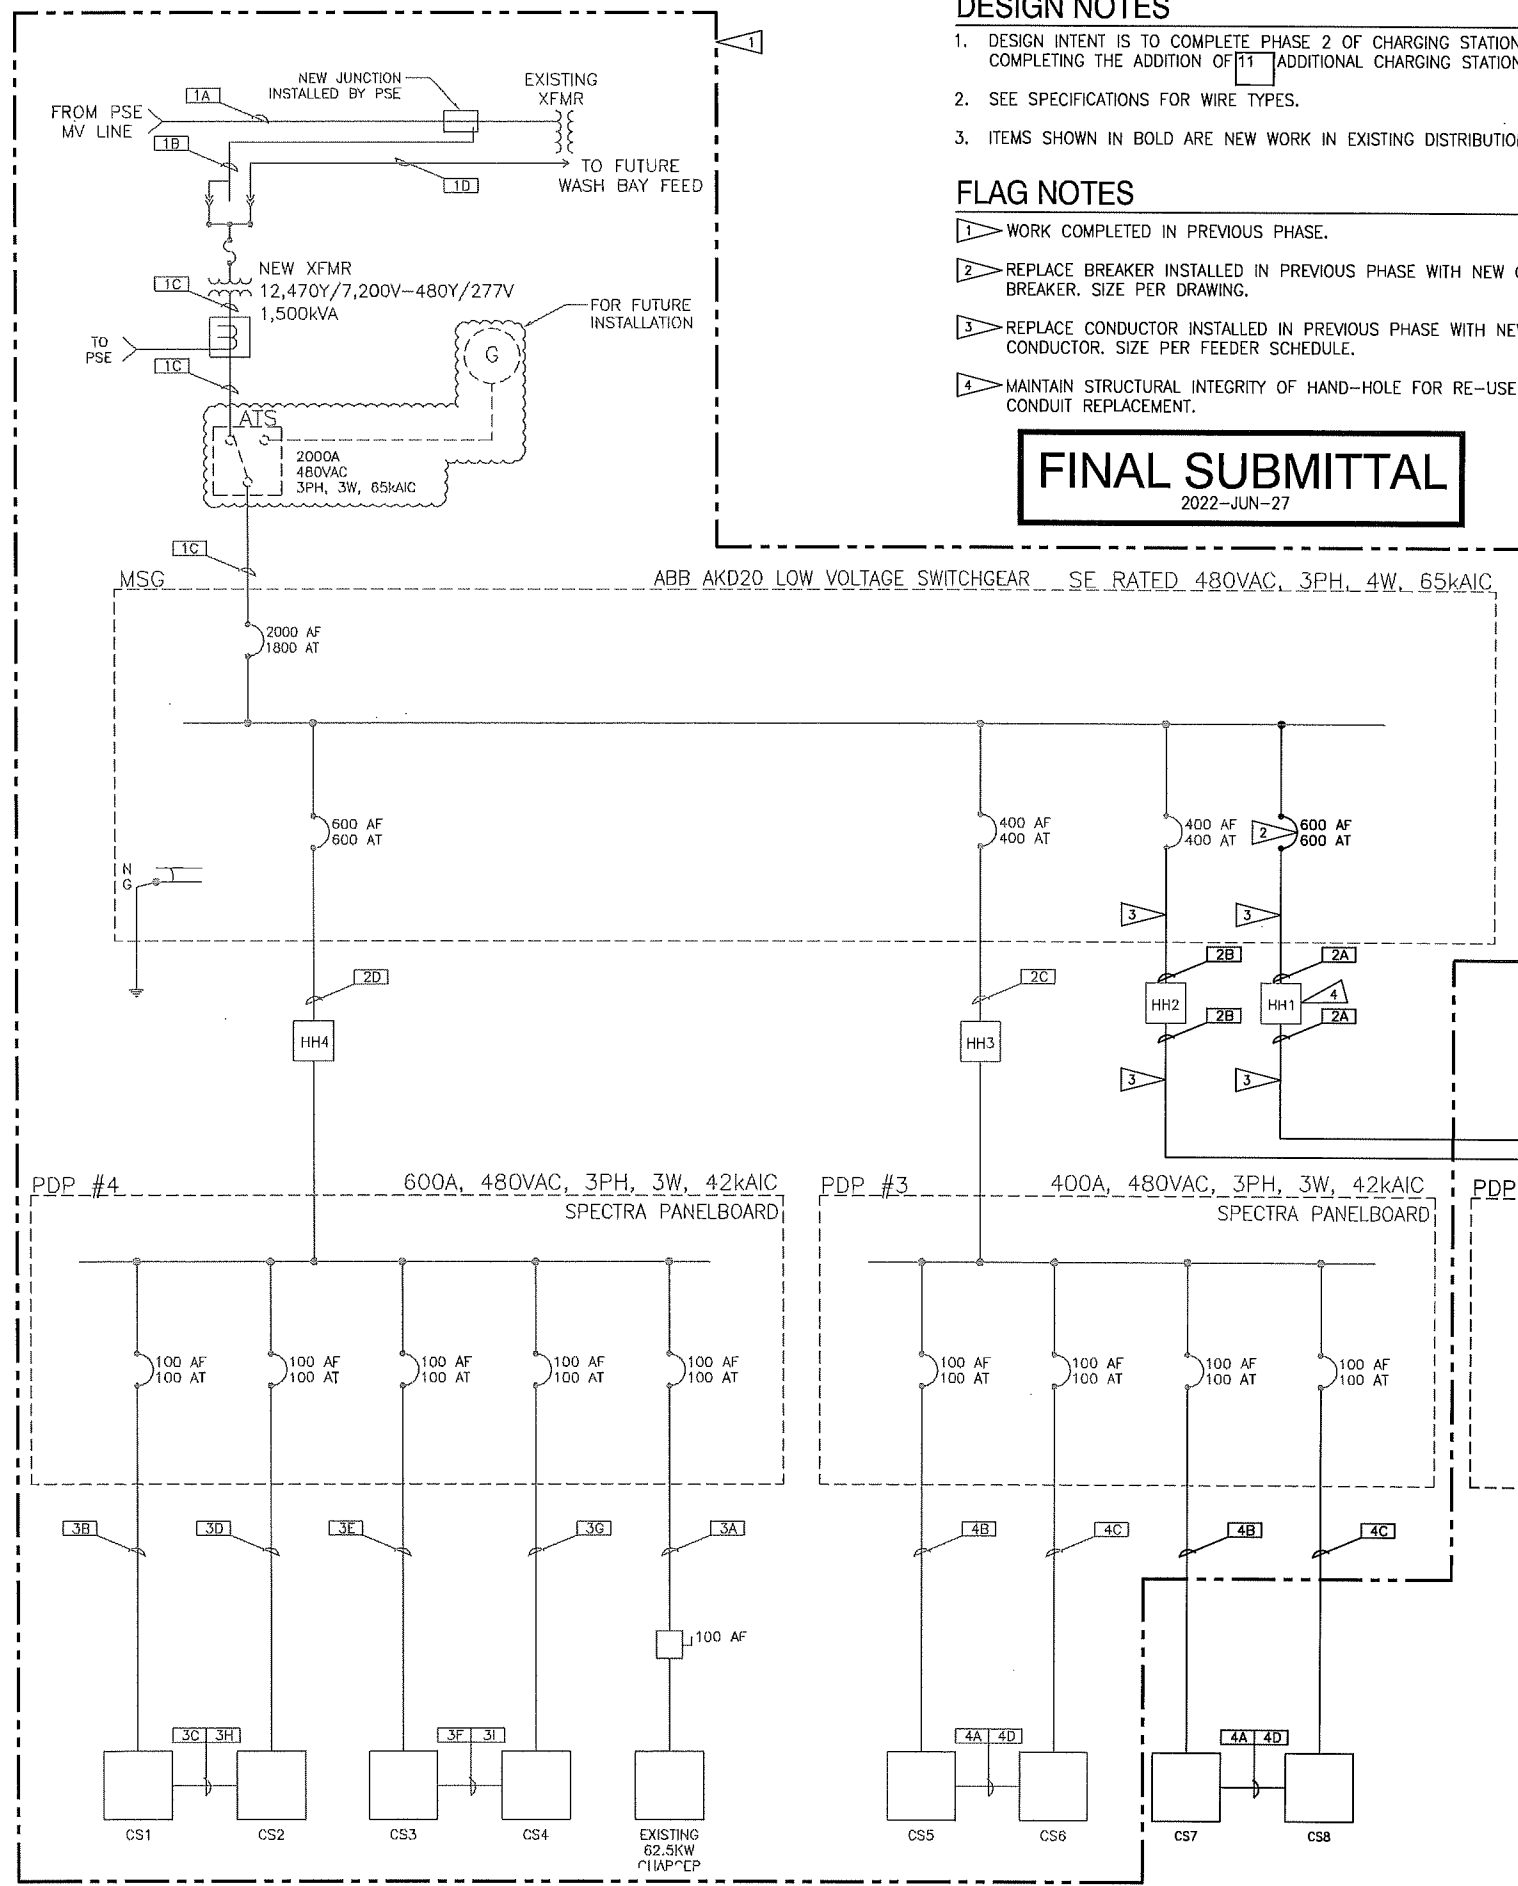 DESIGN NOTES
1. DESIGN INTENT IS TO COMPLETE PHASE 2 OF CHARGING STATION
COMPLETING THE ADDITION OF 11 ADDITIONAL CHARGING STATION
2. SEE SPECIFICATIONS FOR WIRE TYPES.
3. ITEMS SHOWN IN BOLD ARE NEW WORK IN EXISTING DISTRIBUTION
FLAG NOTES
1 WORK COMPLETED IN PREVIOUS PHASE.
2 REPLACE BREAKER INSTALLED IN PREVIOUS PHASE WITH NEW
BREAKER. SIZE PER DRAWING.
3 REPLACE CONDUCTOR INSTALLED IN PREVIOUS PHASE WITH NEW
CONDUCTOR. SIZE PER FEEDER SCHEDULE.
4 MAINTAIN STRUCTURAL INTEGRITY OF HAND-HOLE FOR RE-USE
CONDUIT REPLACEMENT.
FINAL SUBMITTAL
2022-JUN-27
1
NEW JUNCTION
INSTALLED BY PSE
EXISTING
XFMR
1A
FROM PSE
MV LINE
1B
TO FUTURE
WASH BAY FEED
1D
NEW XFMR
12,470Y/7,200V-480Y/277V
1,500kVA
1C
FOR FUTURE
INSTALLATION
TO
PSE
1C
G
ATS
2000A
480VAC
3PH, 3W, 65kAIC
1C
MSG
ABB AKD20 LOW VOLTAGE SWITCHGEAR
SE RATED 480VAC, 3PH, 4W, 65kAIC
2000 AF
1800 AT
600 AF
600 AT
400 AF
400 AT
400 AF
400 AT
2
600 AF
600 AT
N
G
3
3
2D
2C
2B
2A
HH4
HH3
HH2
HH1
4
2B
2A
3
3
PDP #4
600A, 480VAC, 3PH, 3W, 42kAIC
SPECTRA PANELBOARD
PDP #3
400A, 480VAC, 3PH, 3W, 42kAIC
SPECTRA PANELBOARD
PDP
100 AF
100 AT
100 AF
100 AT
100 AF
100 AT
100 AF
100 AT
100 AF
100 AT
100 AF
100 AT
100 AF
100 AT
100 AF
100 AT
100 AF
100 AT
3B
3D
3E
3G
3A
4B
4C
4B
4C
100 AF
3C 3H
3F 3I
4A 4D
4A 4D
CS1
CS2
CS3
CS4
EXISTING
62.5KW
CS5
CS6
CS7
CS8